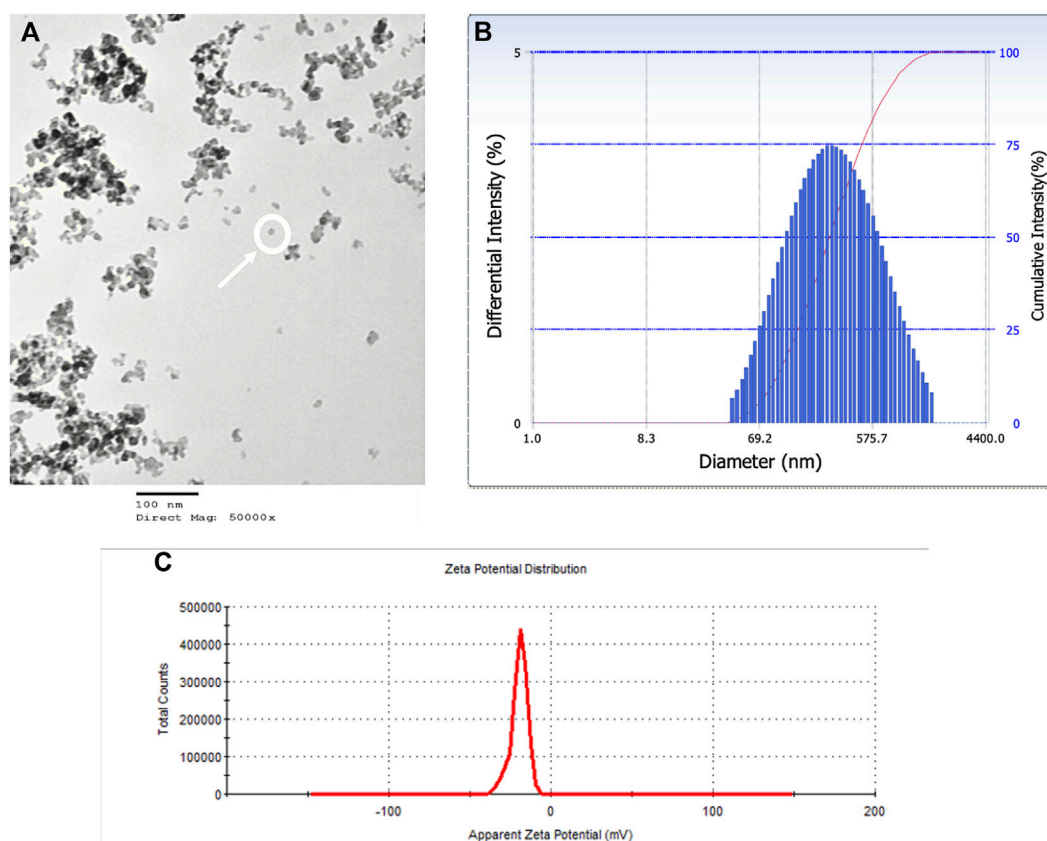 A
100 nm
Direct Mag: 50000x
B
5
0
Differential Intensity (%)
100
75
50
25
0
Cumulative Intensity(%)
1.0 8.3 69.2 575.7 4400.0
Diameter (nm)
C
Zeta Potential Distribution
Total Counts
500000
400000
300000
200000
100000
0
-100 0 100 200
Apparent Zeta Potential (mV)